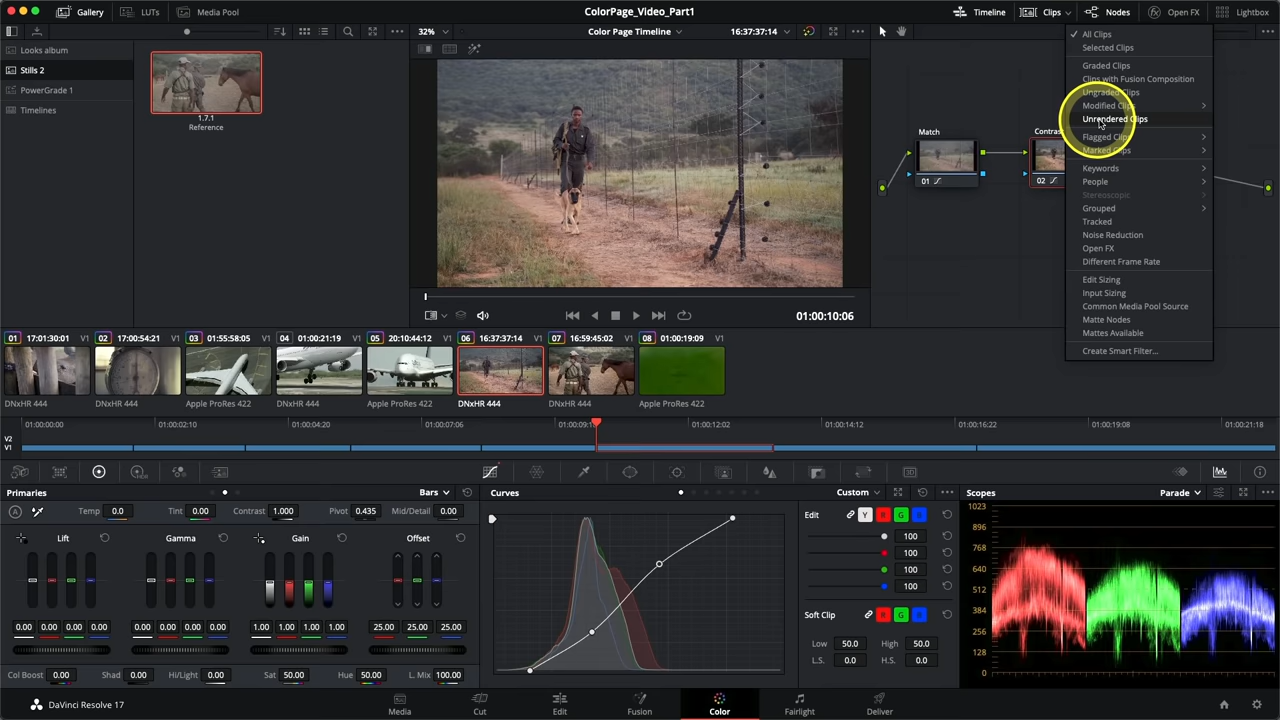 ColorPage_Video_Part1
Gallery
LUTs
Media Pool
Timeline
Clips
Nodes
Open FX
Lightbox
32%
Color Page Timeline
16:37:37:14
Looks album
Stills 2
PowerGrade 1
Timelines
1.7.1
Reference
Match
01
Contras
02
All Clips
Selected Clips
Graded Clips
Clips with Fusion Composition
Ungraded Clips
Modified Clips
Unrendered Clips
Flagged Clips
Marked Clips
Keywords
People
Stereoscopic
Grouped
Tracked
Noise Reduction
Open FX
Different Frame Rate
Edit Sizing
Input Sizing
Common Media Pool Source
Matte Nodes
Mattes Available
Create Smart Filter...
01:00:10:06
01 17:01:30:01 V1
02 17:00:54:21 V1
03 01:55:58:05 V1
04 01:00:21:19 V1
05 20:10:44:12 V1
06 16:37:37:14 V1
07 16:59:45:02 V1
08 01:00:19:09 V1
DNxHR 444
DNxHR 444
Apple ProRes 422
DNxHR 444
Apple ProRes 422
DNxHR 444
DNxHR 444
Apple ProRes 422
01:00:00:00
01:00:02:10
01:00:04:20
01:00:07:06
01:00:09:1
01:00:12:02
01:00:14:12
01:00:16:22
01:00:19:08
01:00:21:18
V2
V1
Primaries
Bars
Temp 0.0
Tint 0.00
Contrast 1.000
Pivot 0.435
Mid/Detail 0.00
Lift
Gamma
Gain
Offset
0.00 0.00 0.00 0.00
0.00 0.00 0.00 0.00
1.00 1.00 1.00 1.00
25.00 25.00 25.00
Col Boost 0.00
Shad 0.00
Hi/Light 0.00
Sat 50.00
Hue 50.00
L. Mix 100.00
Curves
Custom
Edit
Y R G B
100
100
100
100
Soft Clip
R G B
Low 50.0
High 50.0
L.S. 0.0
H.S. 0.0
Scopes
Parade
1023
896
768
640
512
384
256
128
0
DaVinci Resolve 17
Media
Cut
Edit
Fusion
Color
Fairlight
Deliver